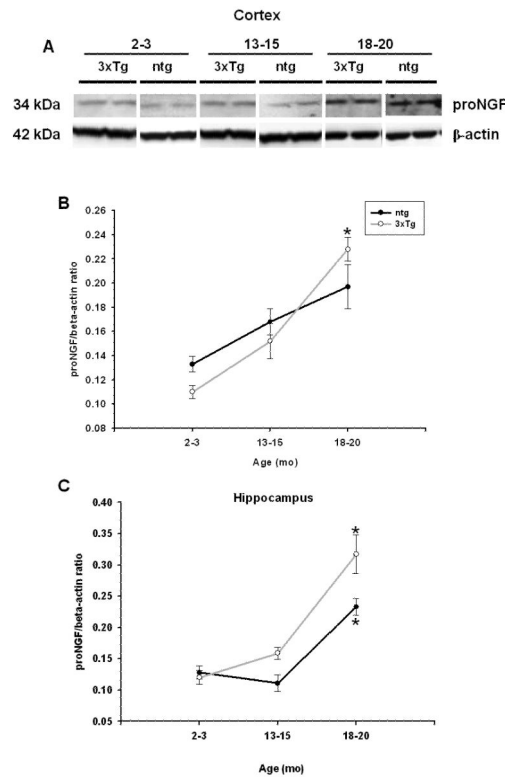 Cortex
A
2-3 13-15 18-20
3xTg ntg 3xTg ntg 3xTg ntg
34 kDa proNGF
42 kDa β-actin
B
0.26
0.24
0.22
0.20
0.18
0.16
0.14
0.12
0.10
0.08
proNGF/beta-actin ratio
ntg
3xTg
*
2-3 13-15 18-20
Age (mo)
C
Hippocampus
0.40
0.35
0.30
0.25
0.20
0.15
0.10
0.05
proNGF/beta-actin ratio
*
*
2-3 13-15 18-20
Age (mo)